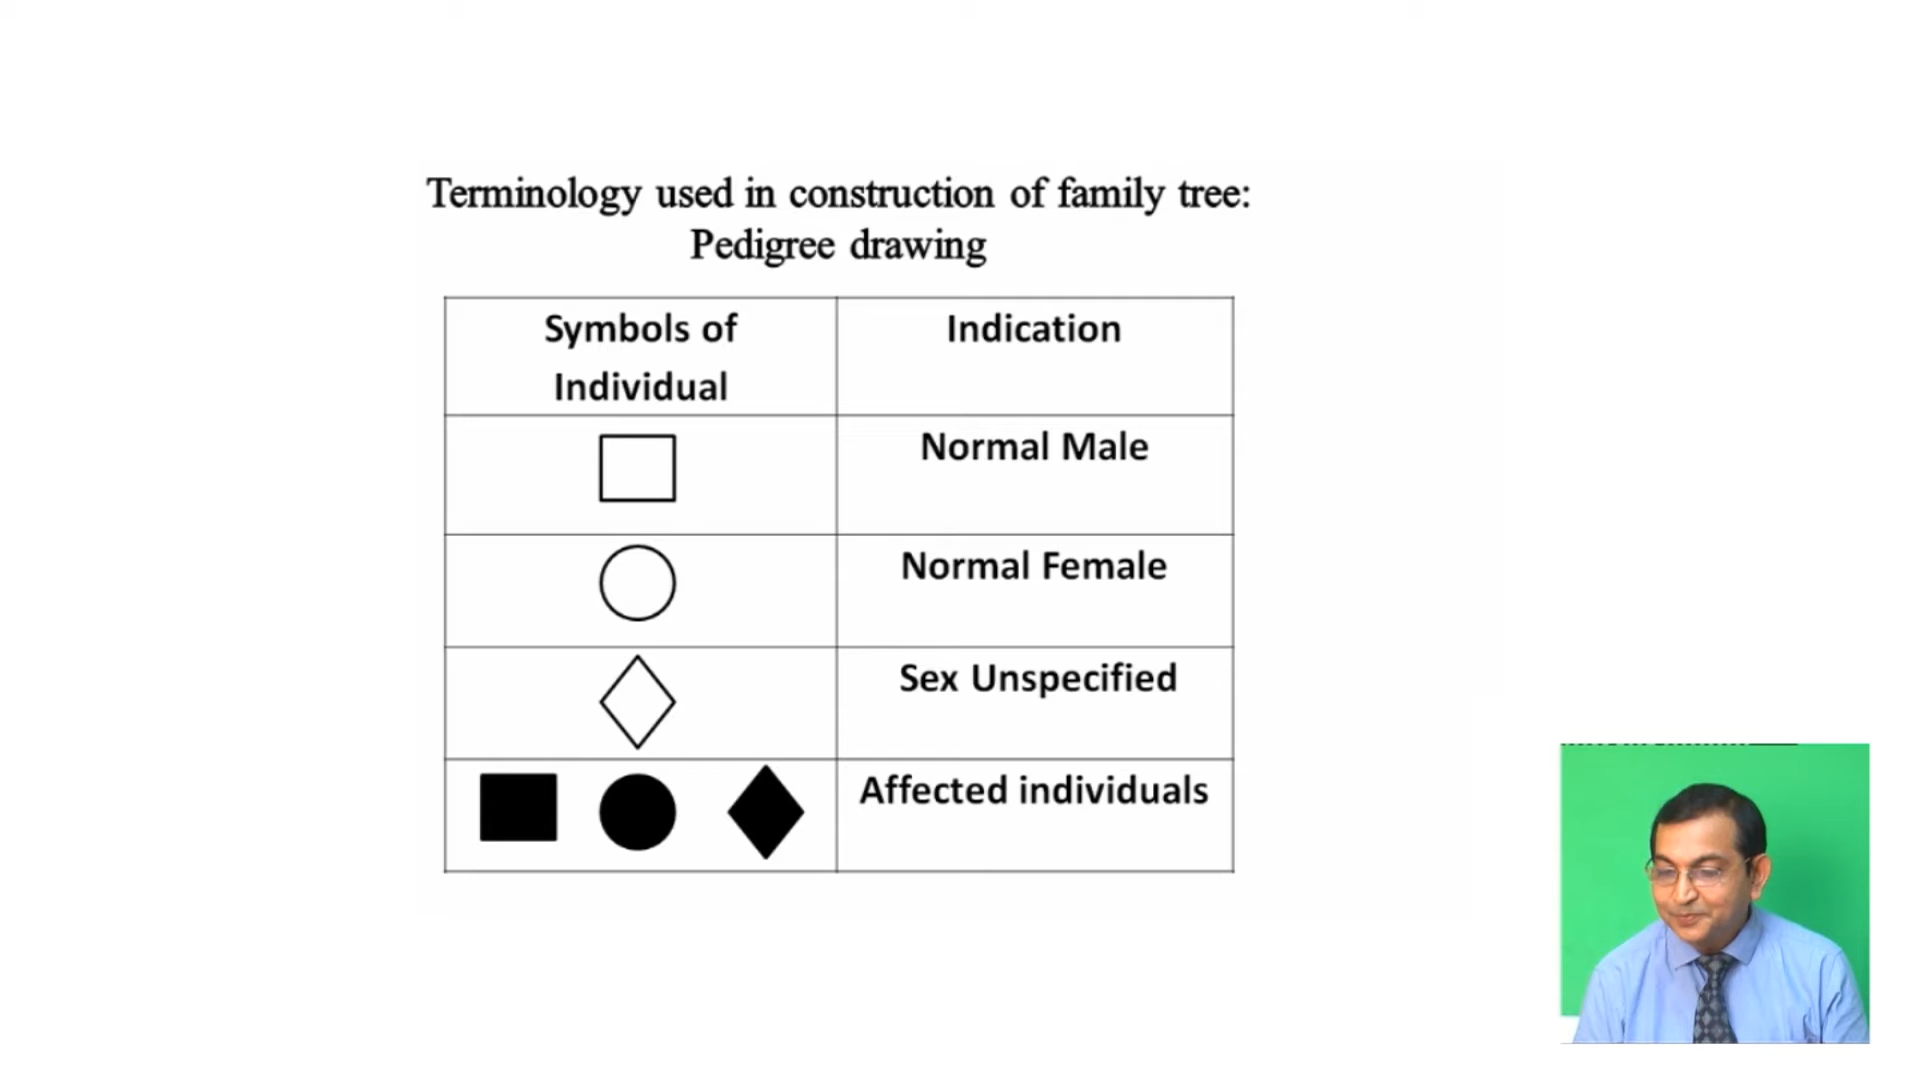 Terminology used in construction of family tree:
Pedigree drawing
Symbols of
Individual
Indication
Normal Male
Normal Female
Sex Unspecified
Affected individuals